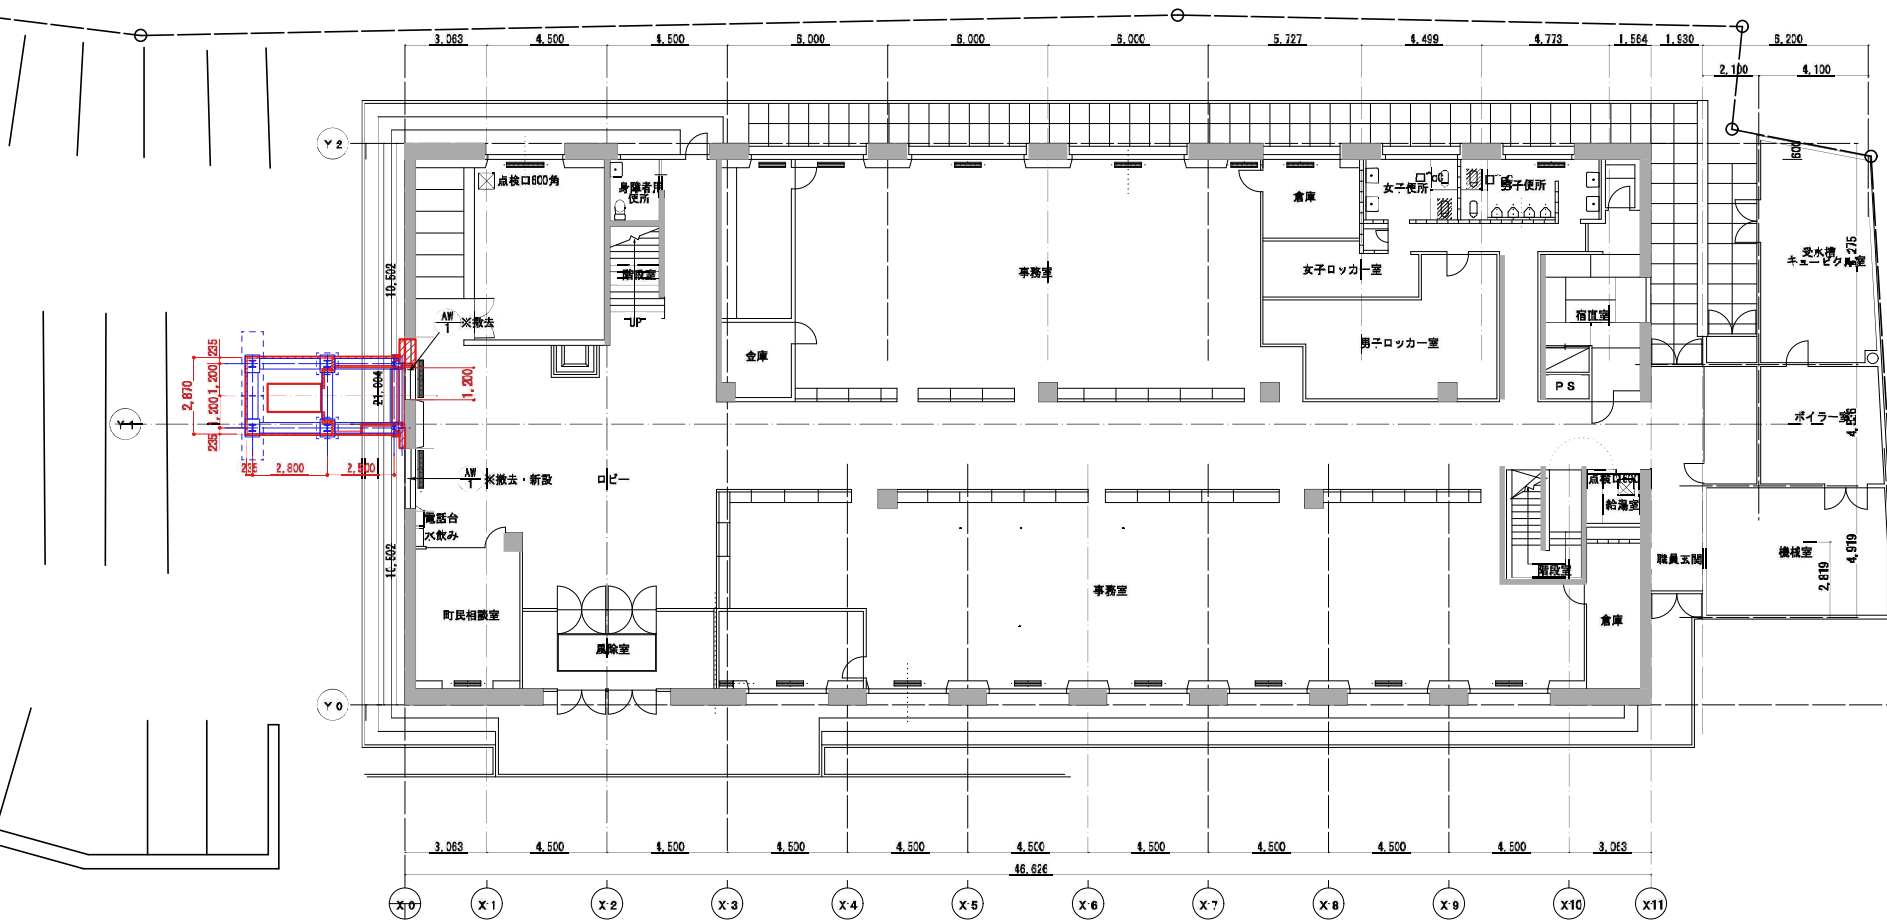 3,063 4,500 4,500 6,000 6,000 6,000 5,727 4,499 4,773 1,564 1,930 6,200
2,100 4,100
Y2
600
点検口600角
身障者用
便所
倉庫
女子便所
男子便所
階段室
UP
事務室
女子ロッカー室
受水槽
キュービクル室
10,502
AW
1
※撤去
宿直室
金庫
男子ロッカー室
PS
235
1,200
2,870
1,200
235
21,004
1,200
Y1
ボイラー室
235 2,800 2,500
AW
1
※撤去・新設
ロビー
点検口600
給湯室
電話台
水飲み
10,502
職員玄関
機械室
4,919
2,819
階段室
事務室
町民相談室
倉庫
風除室
Y0
3,063 4,500 4,500 4,500 4,500 4,500 4,500 4,500 4,500 4,500 3,063
46,626
X0 X1 X2 X3 X4 X5 X6 X7 X8 X9 X10 X11